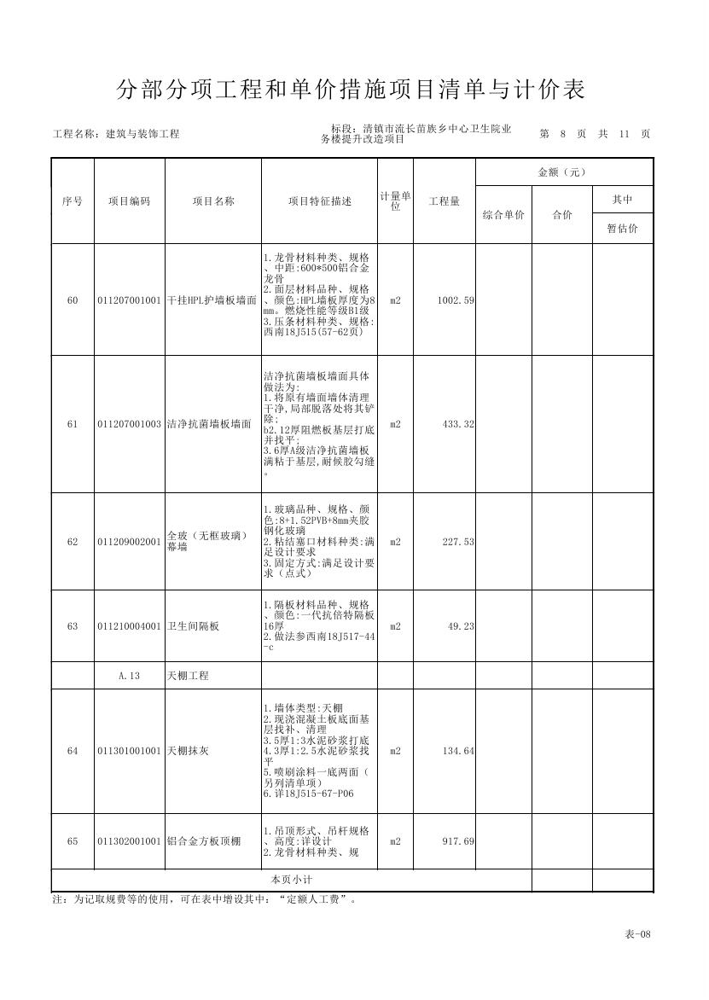 分部分项工程和单价措施项目清单与计价表
工程名称：建筑与装饰工程
标段：清镇市流长苗族乡中心卫生院业
务楼提升改造项目
第 8 页 共 11 页
序号
项目编码
项目名称
项目特征描述
计量单
位
工程量
金额（元）
综合单价
合价
其中
暂估价
60
011207001001
干挂HPL护墙板墙面
1.龙骨材料种类、规格
、中距:600*500铝合金
龙骨
2.面层材料品种、规格
、颜色:HPL墙板厚度为8
mm。燃烧性能等级B1级
3.压条材料种类、规格:
西南18J515(57-62页)
m2
1002.59
61
011207001003
洁净抗菌墙板墙面
洁净抗菌墙板墙面具体
做法为:
1.将原有墙面墙体清理
干净,局部脱落处将其铲
除;
b2.12厚阻燃板基层打底
并找平;
3.6厚A级洁净抗菌墙板
满粘于基层,耐候胶勾缝
。
m2
433.32
62
011209002001
全玻（无框玻璃）
幕墙
1.玻璃品种、规格、颜
色:8+1.52PVB+8mm夹胶
钢化玻璃
2.粘结塞口材料种类:满
足设计要求
3.固定方式:满足设计要
求（点式）
m2
227.53
63
011210004001
卫生间隔板
1.隔板材料品种、规格
、颜色:一代抗倍特隔板
16厚
2.做法参西南18J517-44
-c
m2
49.23
A.13
天棚工程
64
011301001001
天棚抹灰
1.墙体类型:天棚
2.现浇混凝土板底面基
层找补、清理
3.5厚1:3水泥砂浆打底
4.3厚1:2.5水泥砂浆找
平
5.喷刷涂料一底两面（
另列清单项）
6.详18J515-67-P06
m2
134.64
65
011302001001
铝合金方板顶棚
1.吊顶形式、吊杆规格
、高度:详设计
2.龙骨材料种类、规
m2
917.69
本页小计
注：为记取规费等的使用，可在表中增设其中：“定额人工费”。
表-08